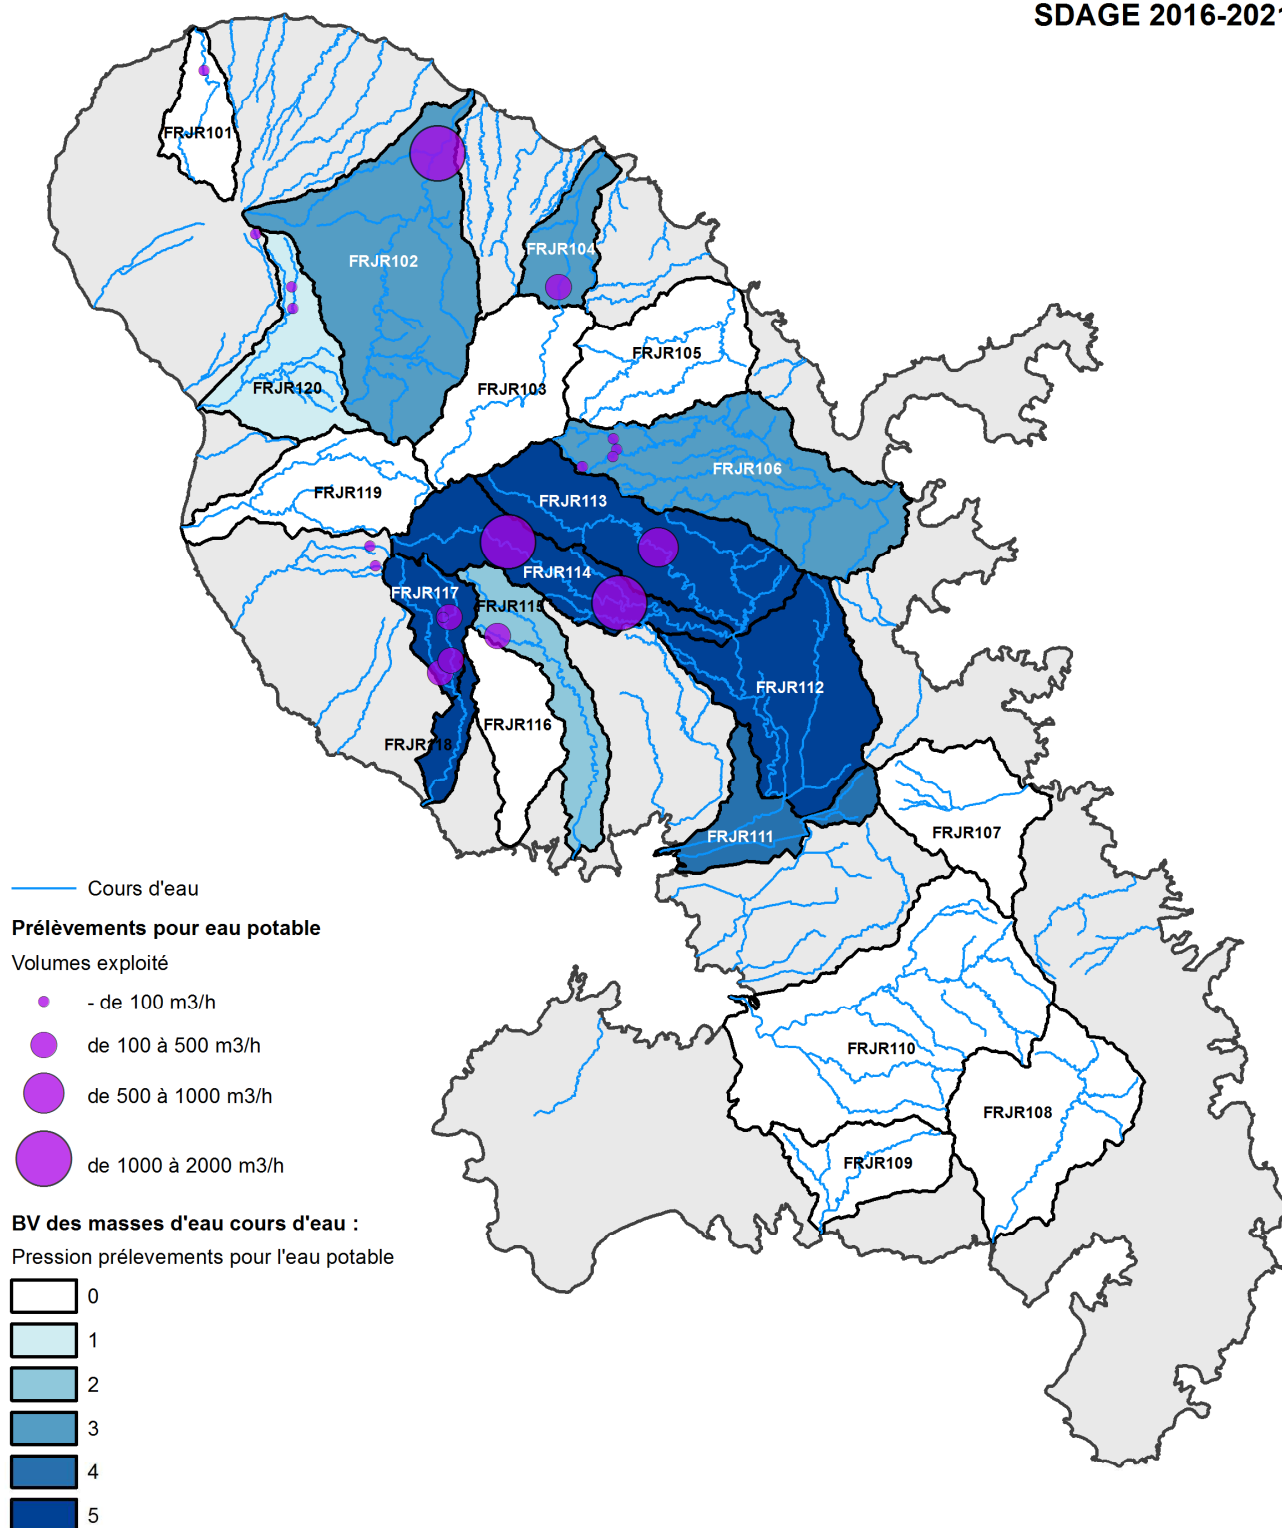 SDAGE 2016-2021
FRJR101
FRJR102
FRJR104
FRJR105
FRJR120
FRJR103
FRJR106
FRJR119
FRJR113
FRJR114
FRJR117
FRJR115
FRJR112
FRJR116
FRJR118
FRJR111
FRJR107
FRJR110
FRJR108
FRJR109
Cours d'eau
Prélèvements pour eau potable
Volumes exploité
- de 100 m3/h
de 100 à 500 m3/h
de 500 à 1000 m3/h
de 1000 à 2000 m3/h
BV des masses d'eau cours d'eau :
Pression prélevements pour l'eau potable
0
1
2
3
4
5